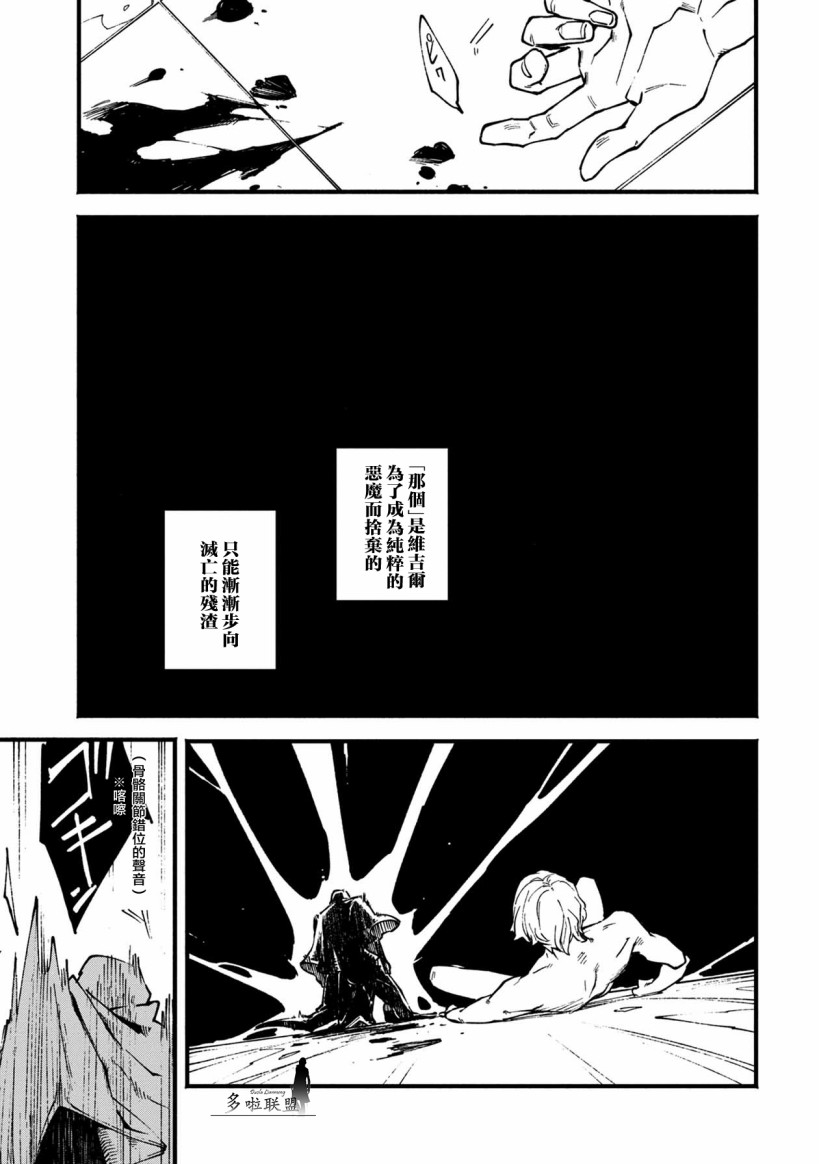 「那個」是維吉爾
為了成為純粹的
惡魔而捨棄的
只能漸漸步向
滅亡的殘渣
ゴキン
(骨骼關節錯位的聲音)
※喀嚓
Duola Lianmeng
多啦联盟